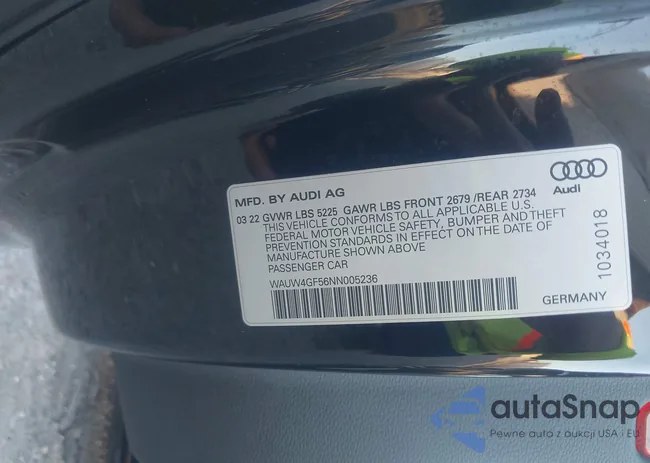 MFD. BY AUDI AG
Audi
03 22 GVWR LBS 5225 GAWR LBS FRONT 2679 /REAR 2734
THIS VEHICLE CONFORMS TO ALL APPLICABLE U.S.
FEDERAL MOTOR VEHICLE SAFETY, BUMPER AND THEFT
PREVENTION STANDARDS IN EFFECT ON THE DATE OF
MANUFACTURE SHOWN ABOVE
PASSENGER CAR
WAUW4GF56NN005236
1034018
GERMANY
autaSnap
Pewne auta z aukcji USA i EU